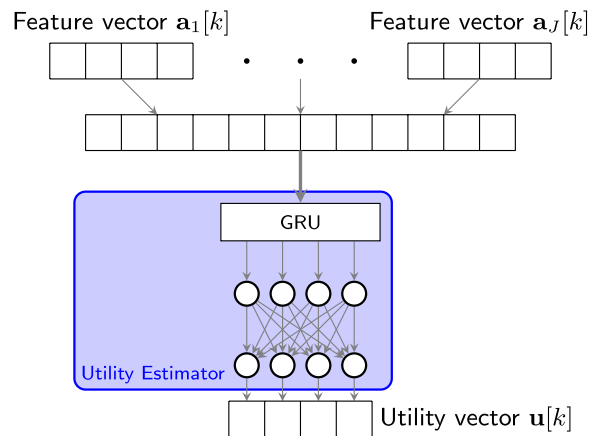 Feature vector a₁[k]
Feature vector a_J[k]
GRU
Utility Estimator
Utility vector u[k]